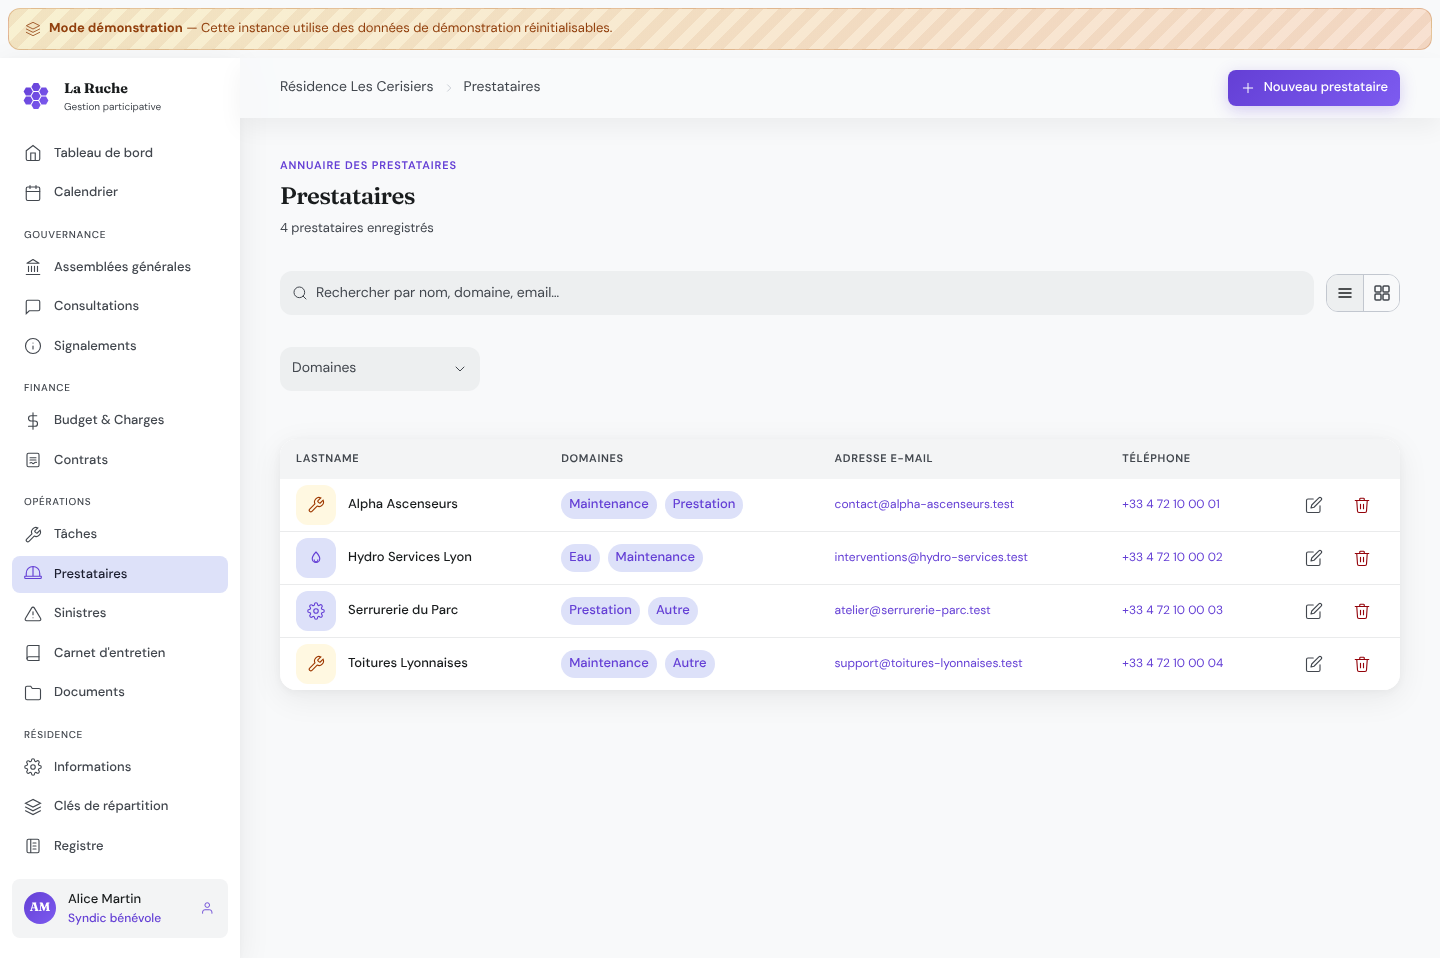 Mode démonstration — Cette instance utilise des données de démonstration réinitialisables.
La Ruche
Gestion participative
Tableau de bord
Calendrier
GOUVERNANCE
Assemblées générales
Consultations
Signalements
FINANCE
Budget & Charges
Contrats
OPÉRATIONS
Tâches
Prestataires
Sinistres
Carnet d'entretien
Documents
RÉSIDENCE
Informations
Clés de répartition
Registre
AM
Alice Martin
Syndic bénévole
Résidence Les Cerisiers Prestataires
Nouveau prestataire
ANNUAIRE DES PRESTATAIRES
Prestataires
4 prestataires enregistrés
Rechercher par nom, domaine, email...
Domaines
LASTNAME DOMAINES ADRESSE E-MAIL TÉLÉPHONE
Alpha Ascenseurs Maintenance Prestation contact@alpha-ascenseurs.test +33 4 72 10 00 01
Hydro Services Lyon Eau Maintenance interventions@hydro-services.test +33 4 72 10 00 02
Serrurerie du Parc Prestation Autre atelier@serrurerie-parc.test +33 4 72 10 00 03
Toitures Lyonnaises Maintenance Autre support@toitures-lyonnaises.test +33 4 72 10 00 04